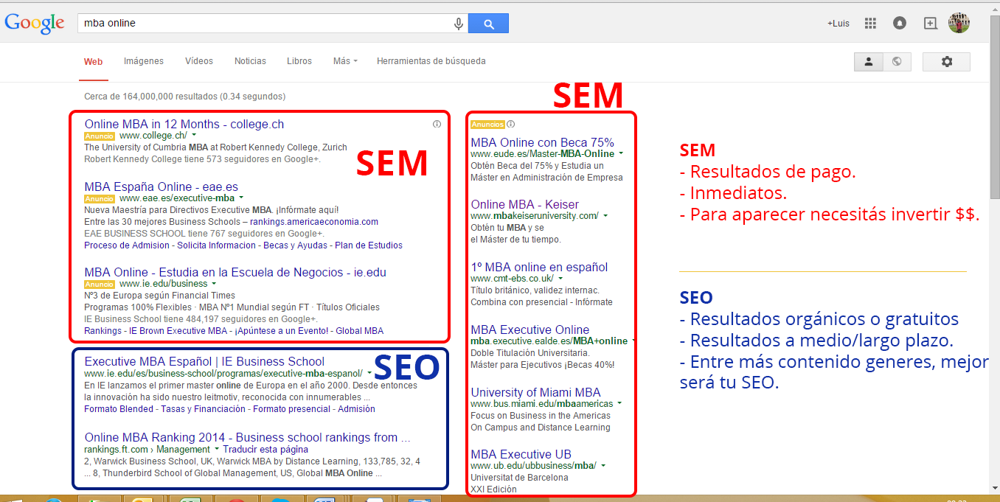 Google
mba online
+Luis
Web Imágenes Vídeos Noticias Libros Más Herramientas de búsqueda
Cerca de 164,000,000 resultados (0.34 segundos)
Online MBA in 12 Months - college.ch
Anuncio www.college.ch/
The University of Cumbria MBA at Robert Kennedy College, Zurich
Robert Kennedy College tiene 573 seguidores en Google+.
SEM
MBA España Online - eae.es
Anuncio www.eae.es/executive-mba
Nueva Maestría para Directivos Executive MBA. ¡Infórmate aquí!
Entre las 30 mejores Business Schools – rankings.americaeconomia.com
EAE BUSINESS SCHOOL tiene 767 seguidores en Google+.
Proceso de Admision - Solicita Informacion - Becas y Ayudas - Plan de Estudios
MBA Online - Estudia en la Escuela de Negocios - ie.edu
Anuncio www.ie.edu/business
Nº3 de Europa según Financial Times
Programas 100% Flexibles · MBA Nº1 Mundial según FT · Títulos Oficiales
IE Business School tiene 484,197 seguidores en Google+.
Rankings - IE Brown Executive MBA - ¡Apúntese a un Evento! - Global MBA
Executive MBA Español | IE Business School
SEO
www.ie.edu/es/business-school/programas/executive-mba-espanol/
En IE lanzamos el primer master online de Europa en el año 2000. Desde entonces
la innovación ha sido nuestro leitmotiv, reconocida con innumerables ...
Formato Blended - Tasas y Financiación - Formato presencial - Admisión
Online MBA Ranking 2014 - Business school rankings from ...
rankings.ft.com › Management Traducir esta página
2, Warwick Business School, UK, Warwick MBA by Distance Learning, 133,785, 32, 4
... 8, Thunderbird School of Global Management, US, Global MBA Online ...
SEM
Anuncios
MBA Online con Beca 75%
www.eude.es/Master-MBA-Online
Obtén Beca del 75% y Estudia un
Máster en Administración de Empresa
Online MBA - Keiser
www.mbakeiseruniversity.com/
Obtén tu MBA y se
el Máster de tu tiempo.
1º MBA online en español
www.cmt-ebs.co.uk/
Título británico, validez internac.
Combina con presencial - Infórmate
MBA Executive Online
mba.executive.ealde.es/MBA+online
Doble Titulación Universitaria.
Máster para Ejecutivos ¡Becas 40%!
University of Miami MBA
www.bus.miami.edu/mbaamericas
Focus on Business in the Americas
On Campus and Distance Learning
MBA Executive UB
www.ub.edu/ubbusiness/mba/
Universitat de Barcelona
XXI Edición
SEM
- Resultados de pago.
- Inmediatos.
- Para aparecer necesitás invertir $$.
SEO
- Resultados orgánicos o gratuitos
- Resultados a medio/largo plazo.
- Entre más contenido generes, mejor
será tu SEO.